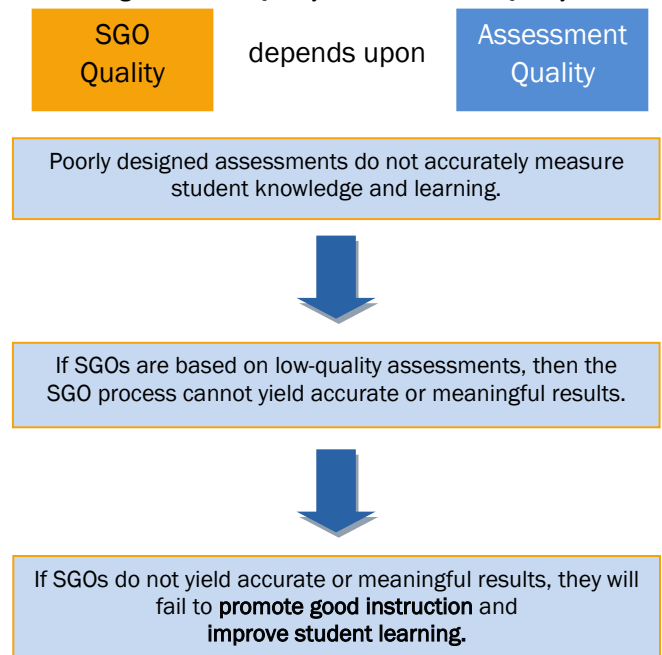 SGO
Quality
depends upon
Assessment
Quality
Poorly designed assessments do not accurately measure
student knowledge and learning.
If SGOs are based on low-quality assessments, then the
SGO process cannot yield accurate or meaningful results.
If SGOs do not yield accurate or meaningful results, they will
fail to promote good instruction and
improve student learning.